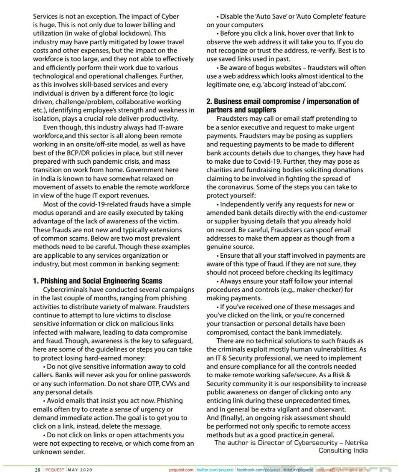 Services is not an exception. The impact of Cyber
is huge. This is not only due to lower billing and
utilization (in wake of global lockdown). This
industry may have partly mitigated by lower travel
costs and other expenses, but the impact on the
workforce is too large, and they not able to effectively
and efficiently perform their work due to various
technological and operational challenges. Further,
as this involves skill-based services and every
individual is driven by a different force (to logic
driven, challenge/problem, collaborative working
etc.), identifying employee's strength and weakness in
isolation, plays a crucial role deliver productivity.
Even though, this industry always had IT-aware
workforce,and this sector is all along been remote
working in an onsite/off-site model, as well as have
best of the BCP/DR policies in place, but still never
prepared with such pandemic crisis, and mass
transition on work from home. Government here
in India is known to have somewhat relaxed on
movement of assets to enable the remote workforce
in view of the huge IT export revenues.
Most of the covid-19-related frauds have a simple
modus operandi and are easily executed by taking
advantage of the lack of awareness of the victim.
These frauds are not new and typically extensions
of common scams. Below are two most prevalent
methods need to be careful. Though these examples
are applicable to any services organization or
industry, but most common in banking segment:
1. Phishing and Social Engineering Scams
Cybercriminals have conducted several campaigns
in the last couple of months, ranging from phishing
activities to distribute variety of malware. Fraudsters
continue to attempt to lure victims to disclose
sensitive information or click on malicious links
infected with malware, leading to data compromise
and fraud. Though, awareness is the key to safeguard,
here are some of the guidelines or steps you can take
to protect losing hard-earned money:
• Do not give sensitive information away to cold
callers. Banks will never ask you for online passwords
or any such information. Do not share OTP, CVVs and
any personal details
• Avoid emails that insist you act now. Phishing
emails often try to create a sense of urgency or
demand immediate action. The goal is to get you to
click on a link, instead, delete the message.
• Do not click on links or open attachments you
were not expecting to receive, or which come from an
unknown sender.
• Disable the 'Auto Save' or 'Auto Complete' feature
on your computers
• Before you click a link, hover over that link to
observe the web address it will take you to. If you do
not recognize or trust the address, re-verify. Best is to
use saved links used in past.
• Be aware of bogus websites – fraudsters will often
use a web address which looks almost identical to the
legitimate one, e.g. 'abc.org' instead of 'abc.com'.
2. Business email compromise / impersonation of
partners and suppliers
Fraudsters may call or email staff pretending to
be a senior executive and request to make urgent
payments. Fraudsters may be posing as suppliers
and requesting payments to be made to different
bank accounts details due to changes, they have had
to make due to Covid-19. Further, they may pose as
charities and fundraising bodies soliciting donations
claiming to be involved in fighting the spread of
the coronavirus. Some of the steps you can take to
protect yourself:
• Independently verify any requests for new or
amended bank details directly with the end-customer
or supplier by using details that you already hold
on record. Be careful, Fraudsters can spoof email
addresses to make them appear as though from a
genuine source.
• Ensure that all your staff involved in payments are
aware of this type of fraud. If they are not sure, they
should not proceed before checking its legitimacy
• Always ensure your staff follow your internal
procedures and controls (e.g., maker-checker) for
making payments.
• If you've received one of these messages and
you've clicked on the link, or you're concerned
your transaction or personal details have been
compromised, contact the bank immediately.
There are no technical solutions to such frauds as
the criminals exploit mostly human vulnerabilities. As
an IT & Security professional, we need to implement
and ensure compliance for all the controls needed
to make remote working safe/secure. As a Risk &
Security community it is our responsibility to increase
public awareness on danger of clicking onto any
enticing link during these unprecedented times,
and in general be extra vigilant and observant.
And (finally), an ongoing risk assessment should
be performed not only specific to remote access
methods but as a good practice,in general.
The author is Director of Cybersecurity – Netrika
Consulting India
26 PCQUEST MAY 2020